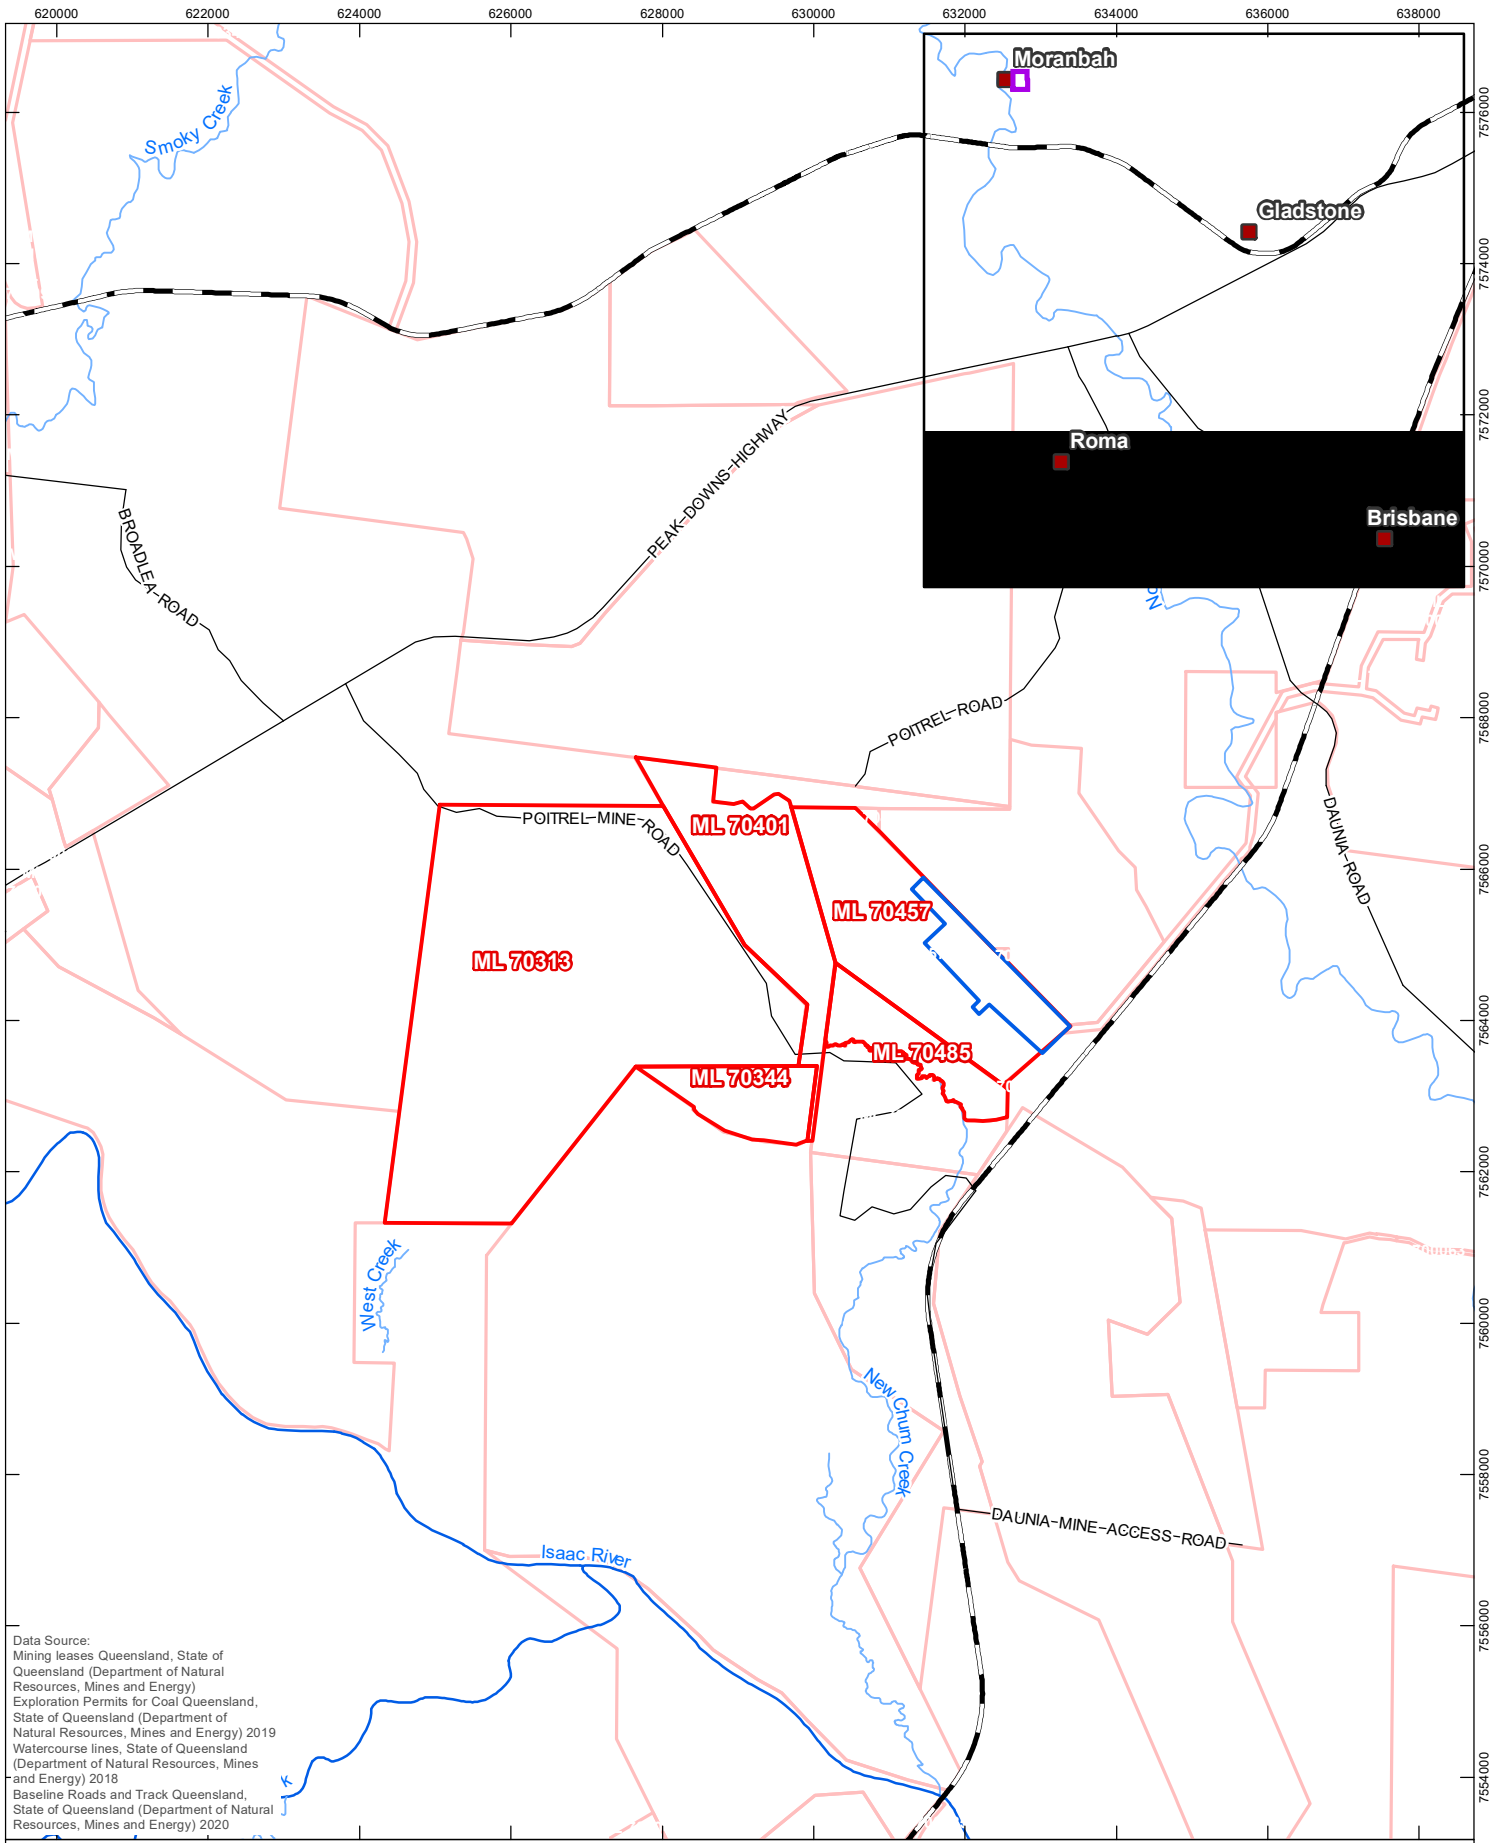 620000 622000 624000 626000 628000 630000 632000 634000 636000 638000
Moranbah
7576000
Smoky Creek
Gladstone
7574000
7572000
PEAK-DOWNS-HIGHWAY
Roma
BROADLEA-ROAD
Brisbane
7570000
POITREL-ROAD
7568000
DAUNIA-ROAD
POITREL-MINE-ROAD
ML 70401
7566000
ML 70457
ML 70313
7564000
ML 70485
ML 70344
7562000
West Creek
700063
7560000
New Chum Creek
7558000
DAUNIA-MINE-ACCESS-ROAD
Isaac River
7556000
7554000
Data Source:
Mining leases Queensland, State of
Queensland (Department of Natural
Resources, Mines and Energy)
Exploration Permits for Coal Queensland,
State of Queensland (Department of
Natural Resources, Mines and Energy) 2019
Watercourse lines, State of Queensland
(Department of Natural Resources, Mines
and Energy) 2018
Baseline Roads and Track Queensland,
State of Queensland (Department of Natural
Resources, Mines and Energy) 2020